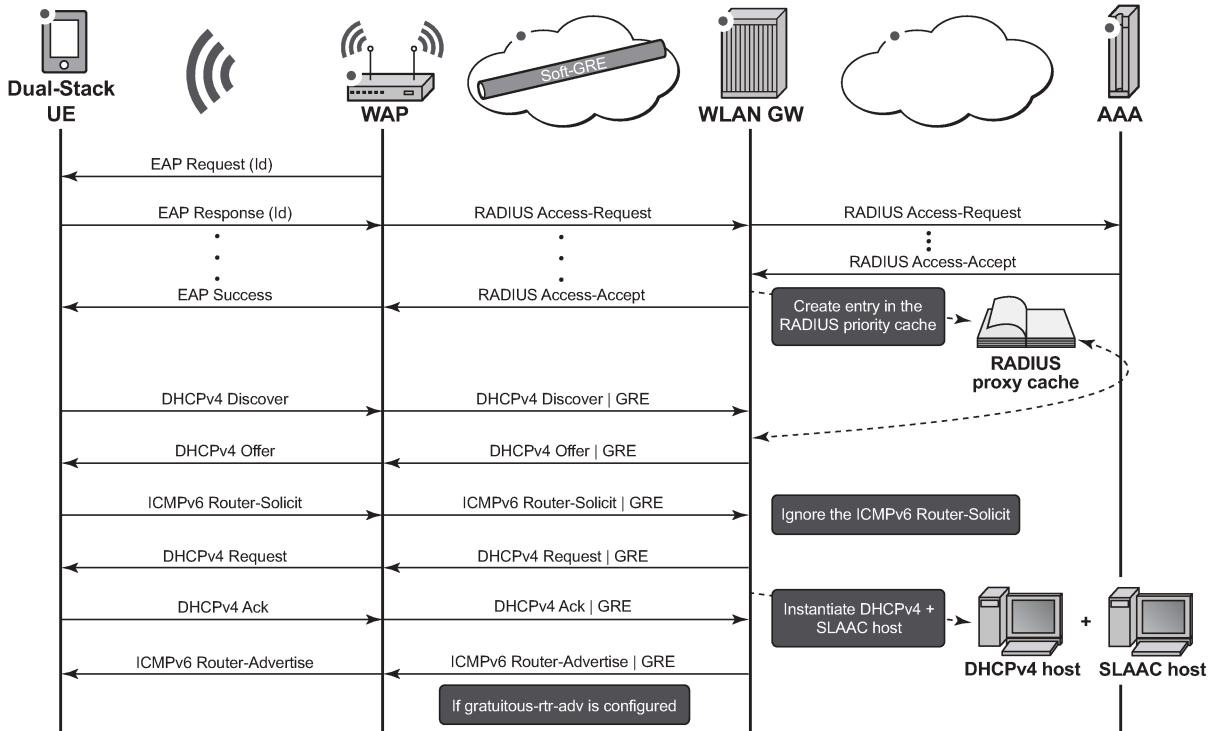 Soft-GRE
Dual-Stack
UE
WAP
WLAN GW
AAA
EAP Request (Id)
EAP Response (Id)
RADIUS Access-Request
RADIUS Access-Request
RADIUS Access-Accept
EAP Success
RADIUS Access-Accept
Create entry in the
RADIUS priority cache
RADIUS
proxy cache
DHCPv4 Discover
DHCPv4 Discover | GRE
DHCPv4 Offer
DHCPv4 Offer | GRE
ICMPv6 Router-Solicit
ICMPv6 Router-Solicit | GRE
Ignore the ICMPv6 Router-Solicit
DHCPv4 Request
DHCPv4 Request | GRE
DHCPv4 Ack
DHCPv4 Ack | GRE
Instantiate DHCPv4 +
SLAAC host
+
DHCPv4 host
SLAAC host
ICMPv6 Router-Advertise
ICMPv6 Router-Advertise | GRE
If gratuitous-rtr-adv is configured